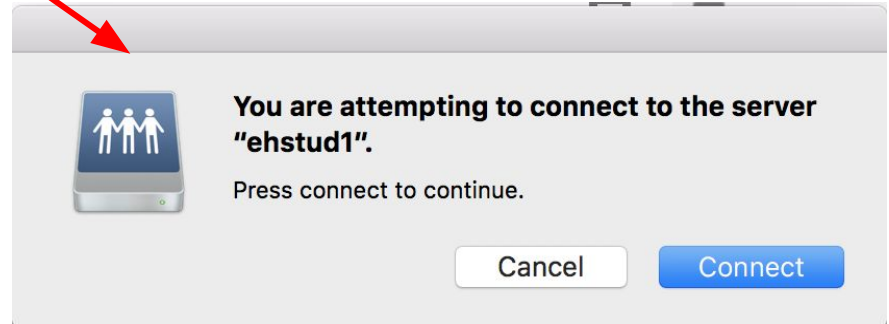 You are attempting to connect to the server
"ehstud1".
Press connect to continue.
Cancel
Connect